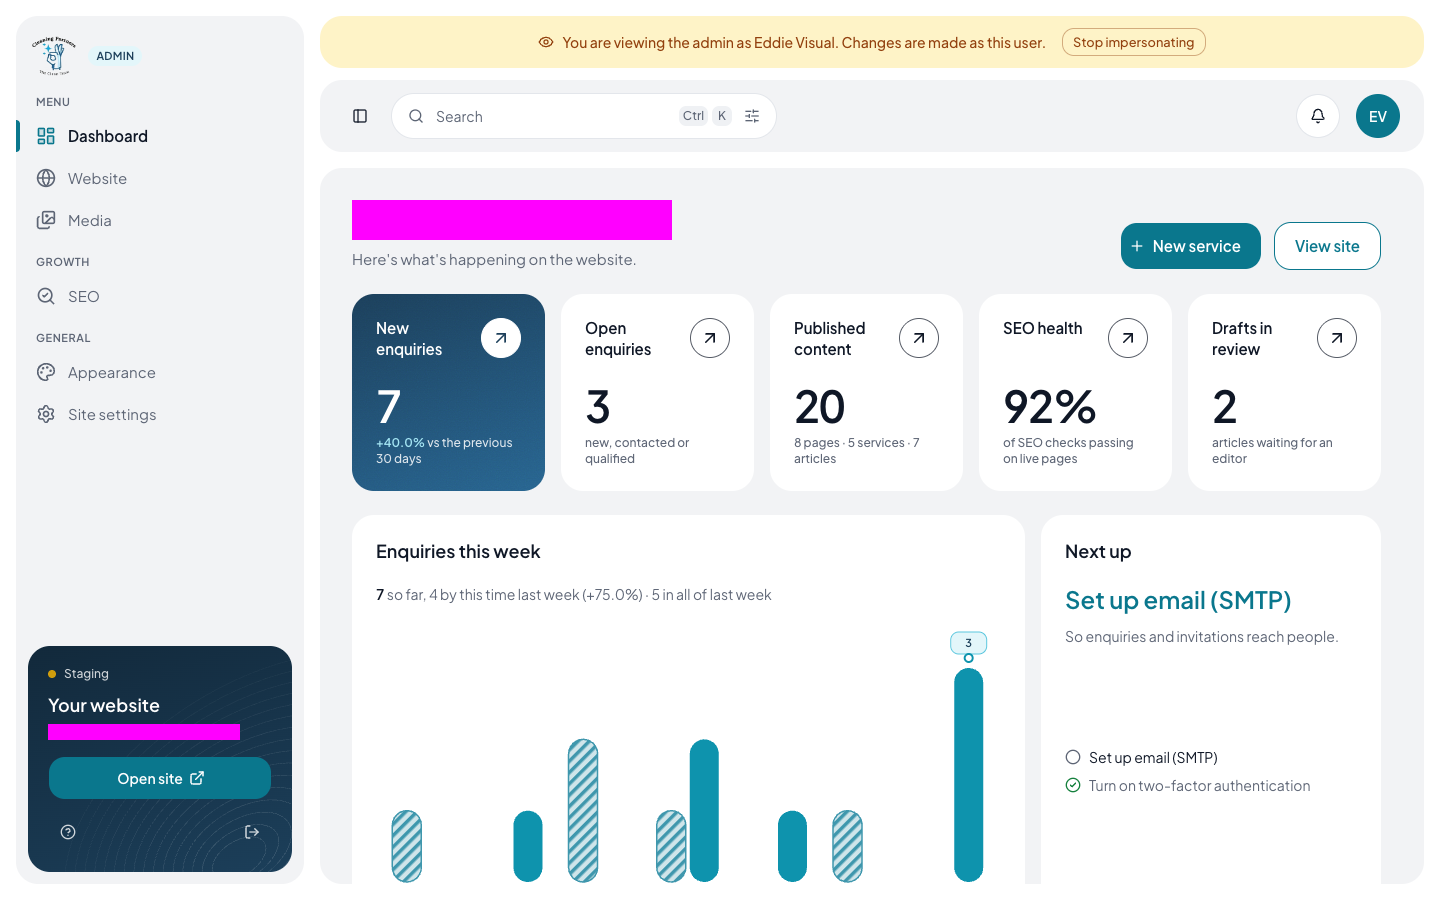 Cleaning Partners
ADMIN
MENU
Dashboard
Website
Media
GROWTH
SEO
GENERAL
Appearance
Site settings
Staging
Your website
Open site
You are viewing the admin as Eddie Visual. Changes are made as this user.
Stop impersonating
Search
Ctrl
K
EV
Here's what's happening on the website.
New service
View site
New
enquiries
7
+40.0% vs the previous
30 days
Open
enquiries
3
new, contacted or
qualified
Published
content
20
8 pages · 5 services · 7
articles
SEO health
92%
of SEO checks passing
on live pages
Drafts in
review
2
articles waiting for an
editor
Enquiries this week
7 so far, 4 by this time last week (+75.0%) · 5 in all of last week
3
Next up
Set up email (SMTP)
So enquiries and invitations reach people.
Set up email (SMTP)
Turn on two-factor authentication